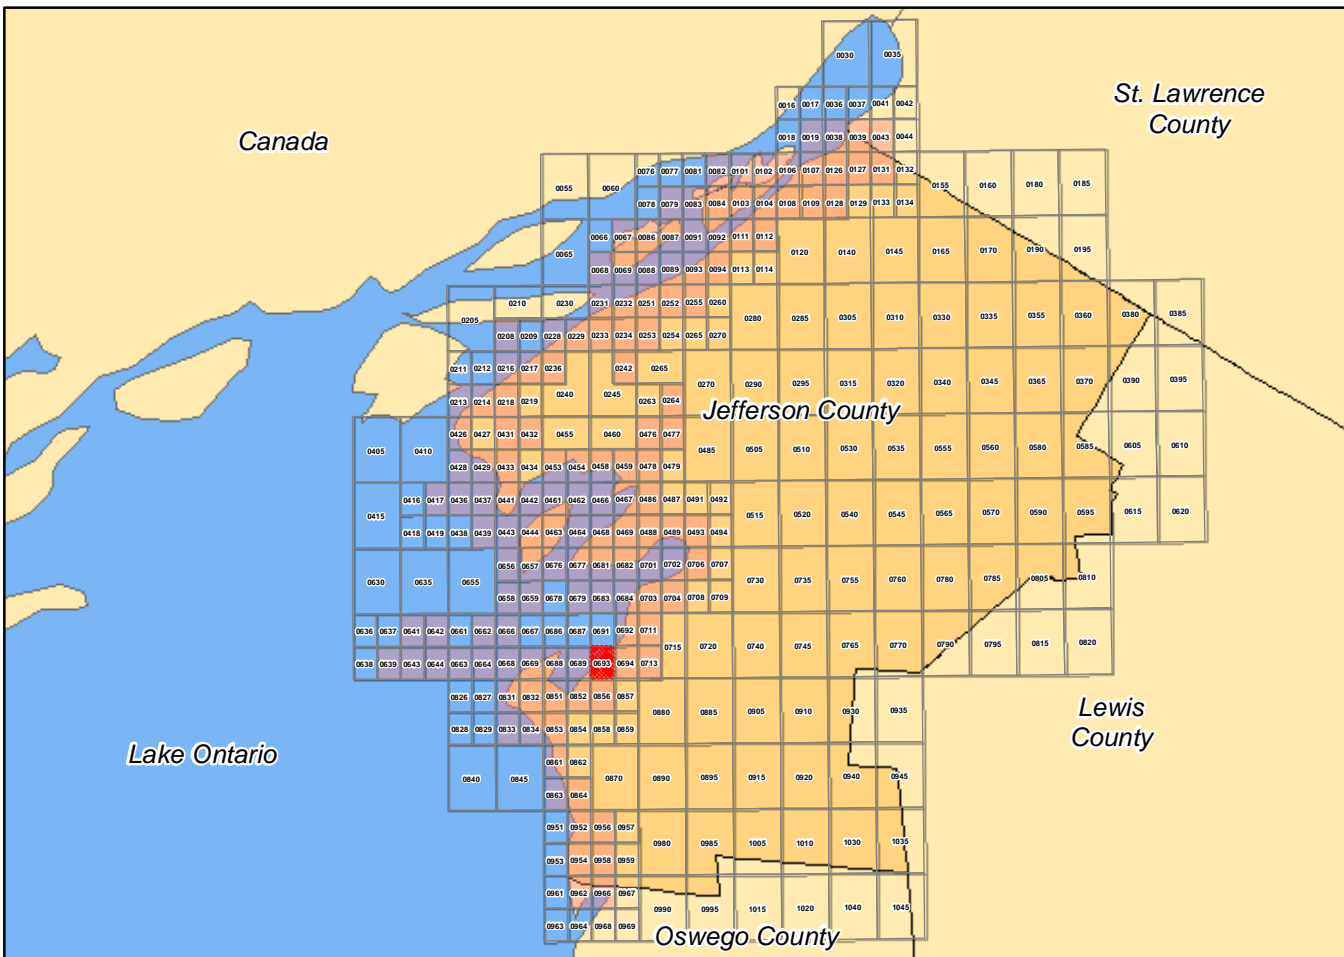 0030 0035
St. Lawrence
County
0016 0017 0036 0037 0041 0042
Canada
0018 0019 0038 0039 0043 0044
0076 0077 0081 0082 0101 0102 0106 0107 0126 0127 0131 0132
0055 0060 0155 0160 0180 0185
0078 0079 0083 0084 0103 0104 0108 0109 0128 0129 0133 0134
0066 0067 0086 0087 0091 0092 0111 0112
0065 0120 0140 0145 0165 0170 0190 0195
0068 0069 0088 0089 0093 0094 0113 0114
0210 0230 0231 0232 0251 0252 0255 0260
0205 0280 0285 0305 0310 0330 0335 0355 0360 0380 0385
0208 0209 0228 0229 0233 0234 0253 0254 0265 0270
0211 0212 0216 0217 0236 0242 0265
0270 0290 0295 0315 0320 0340 0345 0365 0370 0390 0395
0213 0214 0218 0219 0240 0245 0263 0264
Jefferson County
0426 0427 0431 0432 0455 0460 0476 0477
0405 0410 0485 0505 0510 0530 0535 0555 0560 0580 0585 0605 0610
0428 0429 0433 0434 0453 0454 0458 0459 0478 0479
0416 0417 0436 0437 0441 0442 0461 0462 0466 0467 0486 0487 0491 0492
0415 0515 0520 0540 0545 0565 0570 0590 0595 0615 0620
0418 0419 0438 0439 0443 0444 0463 0464 0468 0469 0488 0489 0493 0494
0656 0657 0676 0677 0681 0682 0701 0702 0706 0707
0630 0635 0655 0730 0735 0755 0760 0780 0785 0805 0810
0658 0659 0678 0679 0683 0684 0703 0704 0708 0709
0636 0637 0641 0642 0661 0662 0666 0667 0686 0687 0691 0692 0711
0715 0720 0740 0745 0765 0770 0790 0795 0815 0820
0638 0639 0643 0644 0663 0664 0668 0669 0688 0689 0693 0694 0713
0826 0827 0831 0832 0851 0852 0856 0857
Lewis
County
0880 0885 0905 0910 0930 0935
0828 0829 0833 0834 0853 0854 0858 0859
Lake Ontario
0861 0862
0840 0845 0870 0890 0895 0915 0920 0940 0945
0863 0864
0951 0952 0956 0957
0980 0985 1005 1010 1030 1035
0953 0954 0958 0959
0961 0962 0966 0967
0990 0995 1015 1020 1040 1045
0963 0964 0968 0969
Oswego County